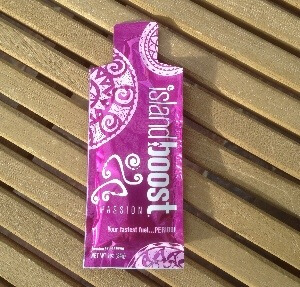 islandboost
PASSION
Your fastest fuel...PERIOD!
NET WT